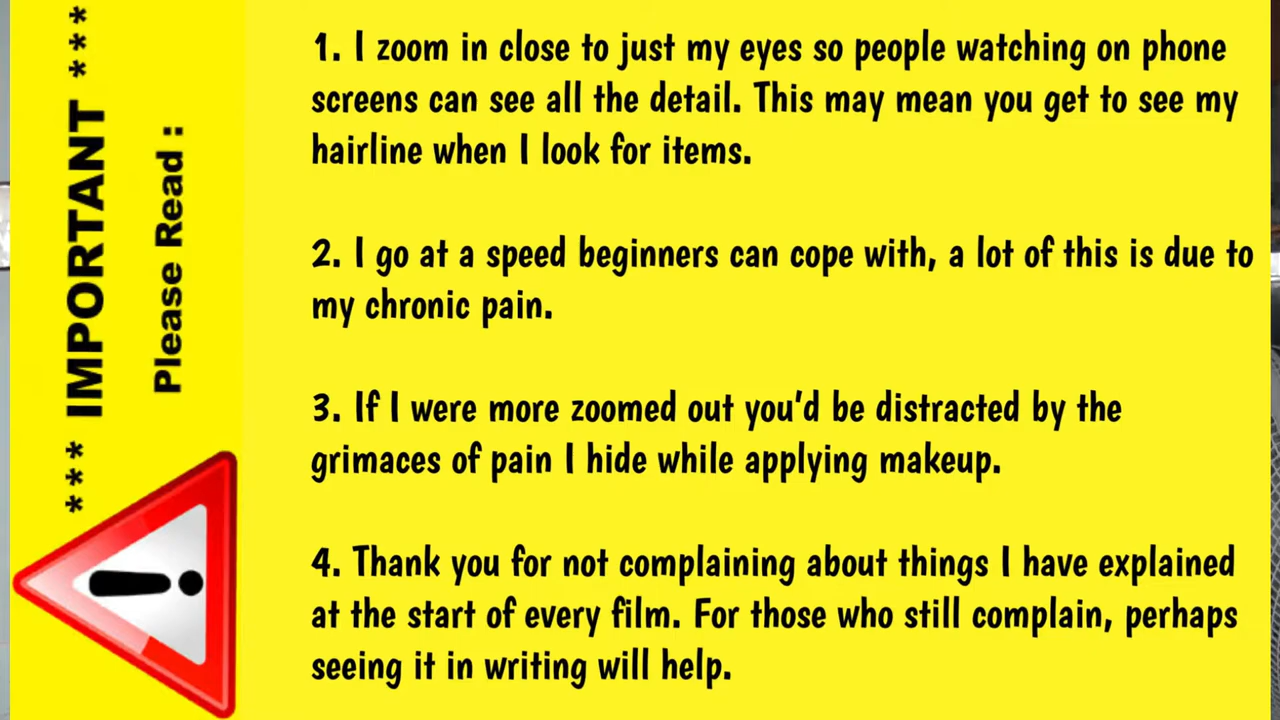 *** IMPORTANT ***
Please Read :
1. I zoom in close to just my eyes so people watching on phone
screens can see all the detail. This may mean you get to see my
hairline when I look for items.
2. I go at a speed beginners can cope with, a lot of this is due to
my chronic pain.
3. If I were more zoomed out you'd be distracted by the
grimaces of pain I hide while applying makeup.
4. Thank you for not complaining about things I have explained
at the start of every film. For those who still complain, perhaps
seeing it in writing will help.